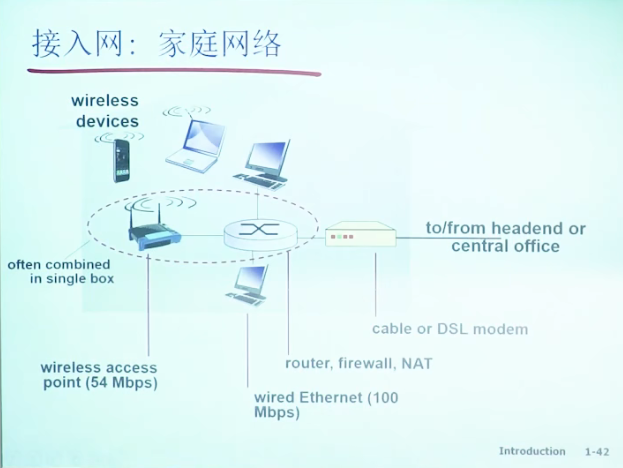 接入网：家庭网络
wireless
devices
to/from headend or
central office
often combined
in single box
cable or DSL modem
wireless access
point (54 Mbps)
router, firewall, NAT
wired Ethernet (100
Mbps)
Introduction 1-42